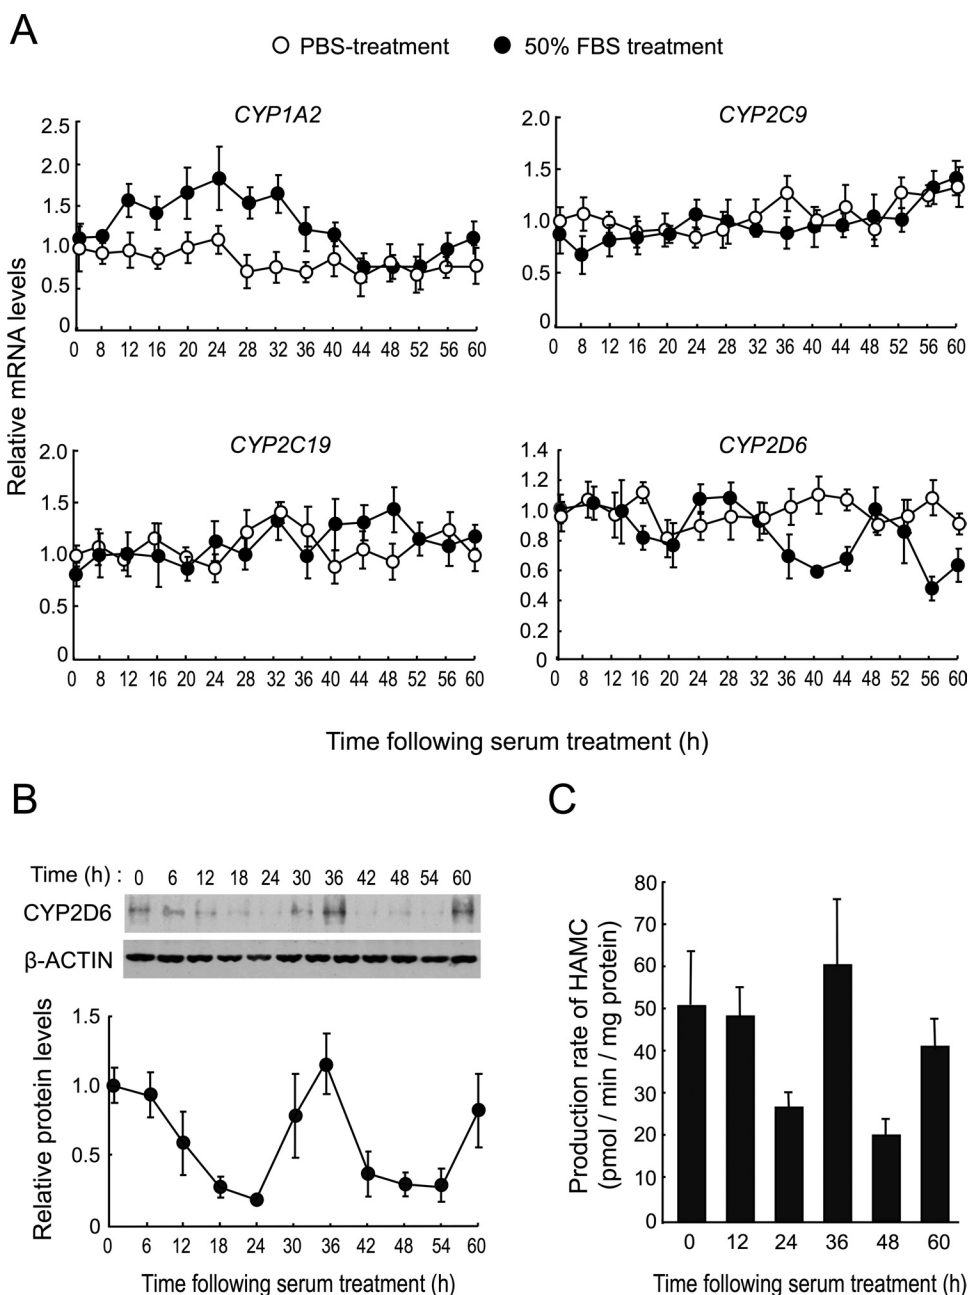 A
PBS-treatment
50% FBS treatment
CYP1A2
2.5
2.0
1.5
1.0
0.5
0
0 8 12 16 20 24 28 32 36 40 44 48 52 56 60
CYP2C9
2.0
1.5
1.0
0.5
0
0 8 12 16 20 24 28 32 36 40 44 48 52 56 60
Relative mRNA levels
CYP2C19
2.0
1.5
1.0
0.5
0
0 8 12 16 20 24 28 32 36 40 44 48 52 56 60
CYP2D6
1.4
1.2
1.0
0.8
0.6
0.4
0.2
0
0 8 12 16 20 24 28 32 36 40 44 48 52 56 60
Time following serum treatment (h)
B
Time (h) : 0 6 12 18 24 30 36 42 48 54 60
CYP2D6
β-ACTIN
Relative protein levels
1.5
1.0
0.5
0
0 6 12 18 24 30 36 42 48 54 60
Time following serum treatment (h)
C
Production rate of HAMC
(pmol / min / mg protein)
80
70
60
50
40
30
20
10
0
0 12 24 36 48 60
Time following serum treatment (h)